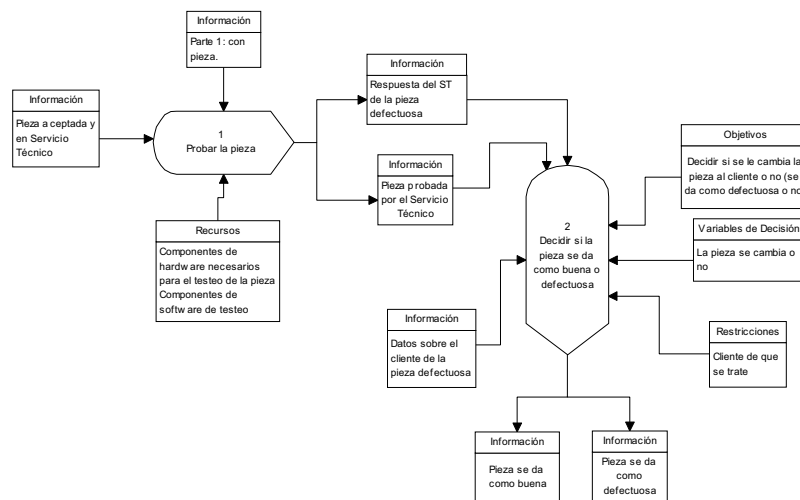 Información
Parte 1: con
pieza.
Información
Pieza aceptada y
en Servicio
Técnico
1
Probar la pieza
Recursos
Componentes de
hardware necesarios
para el testeo de la pieza
Componentes de
software de testeo
Información
Respuesta del ST
de la pieza
defectuosa
Información
Pieza probada
por el Servicio
Técnico
2
Decidir si la
pieza se da
como buena o
defectuosa
Objetivos
Decidir si se le cambia la
pieza al cliente o no (se
da como defectuosa o no
Variables de Decisión
La pieza se cambia o
no
Restricciones
Cliente de que
se trate
Información
Datos sobre el
cliente de la
pieza defectuosa
Información
Pieza se da
como buena
Información
Pieza se da
como
defectuosa